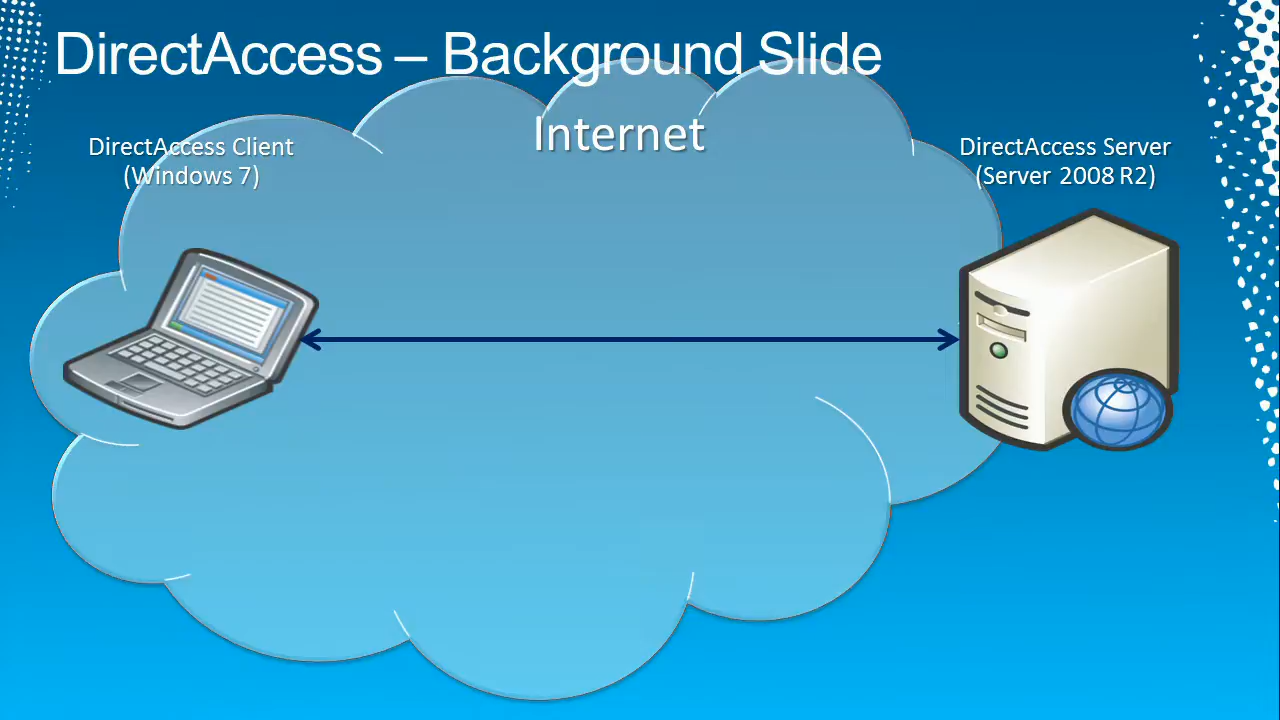 DirectAccess – Background Slide
Internet
DirectAccess Client
(Windows 7)
DirectAccess Server
(Server 2008 R2)